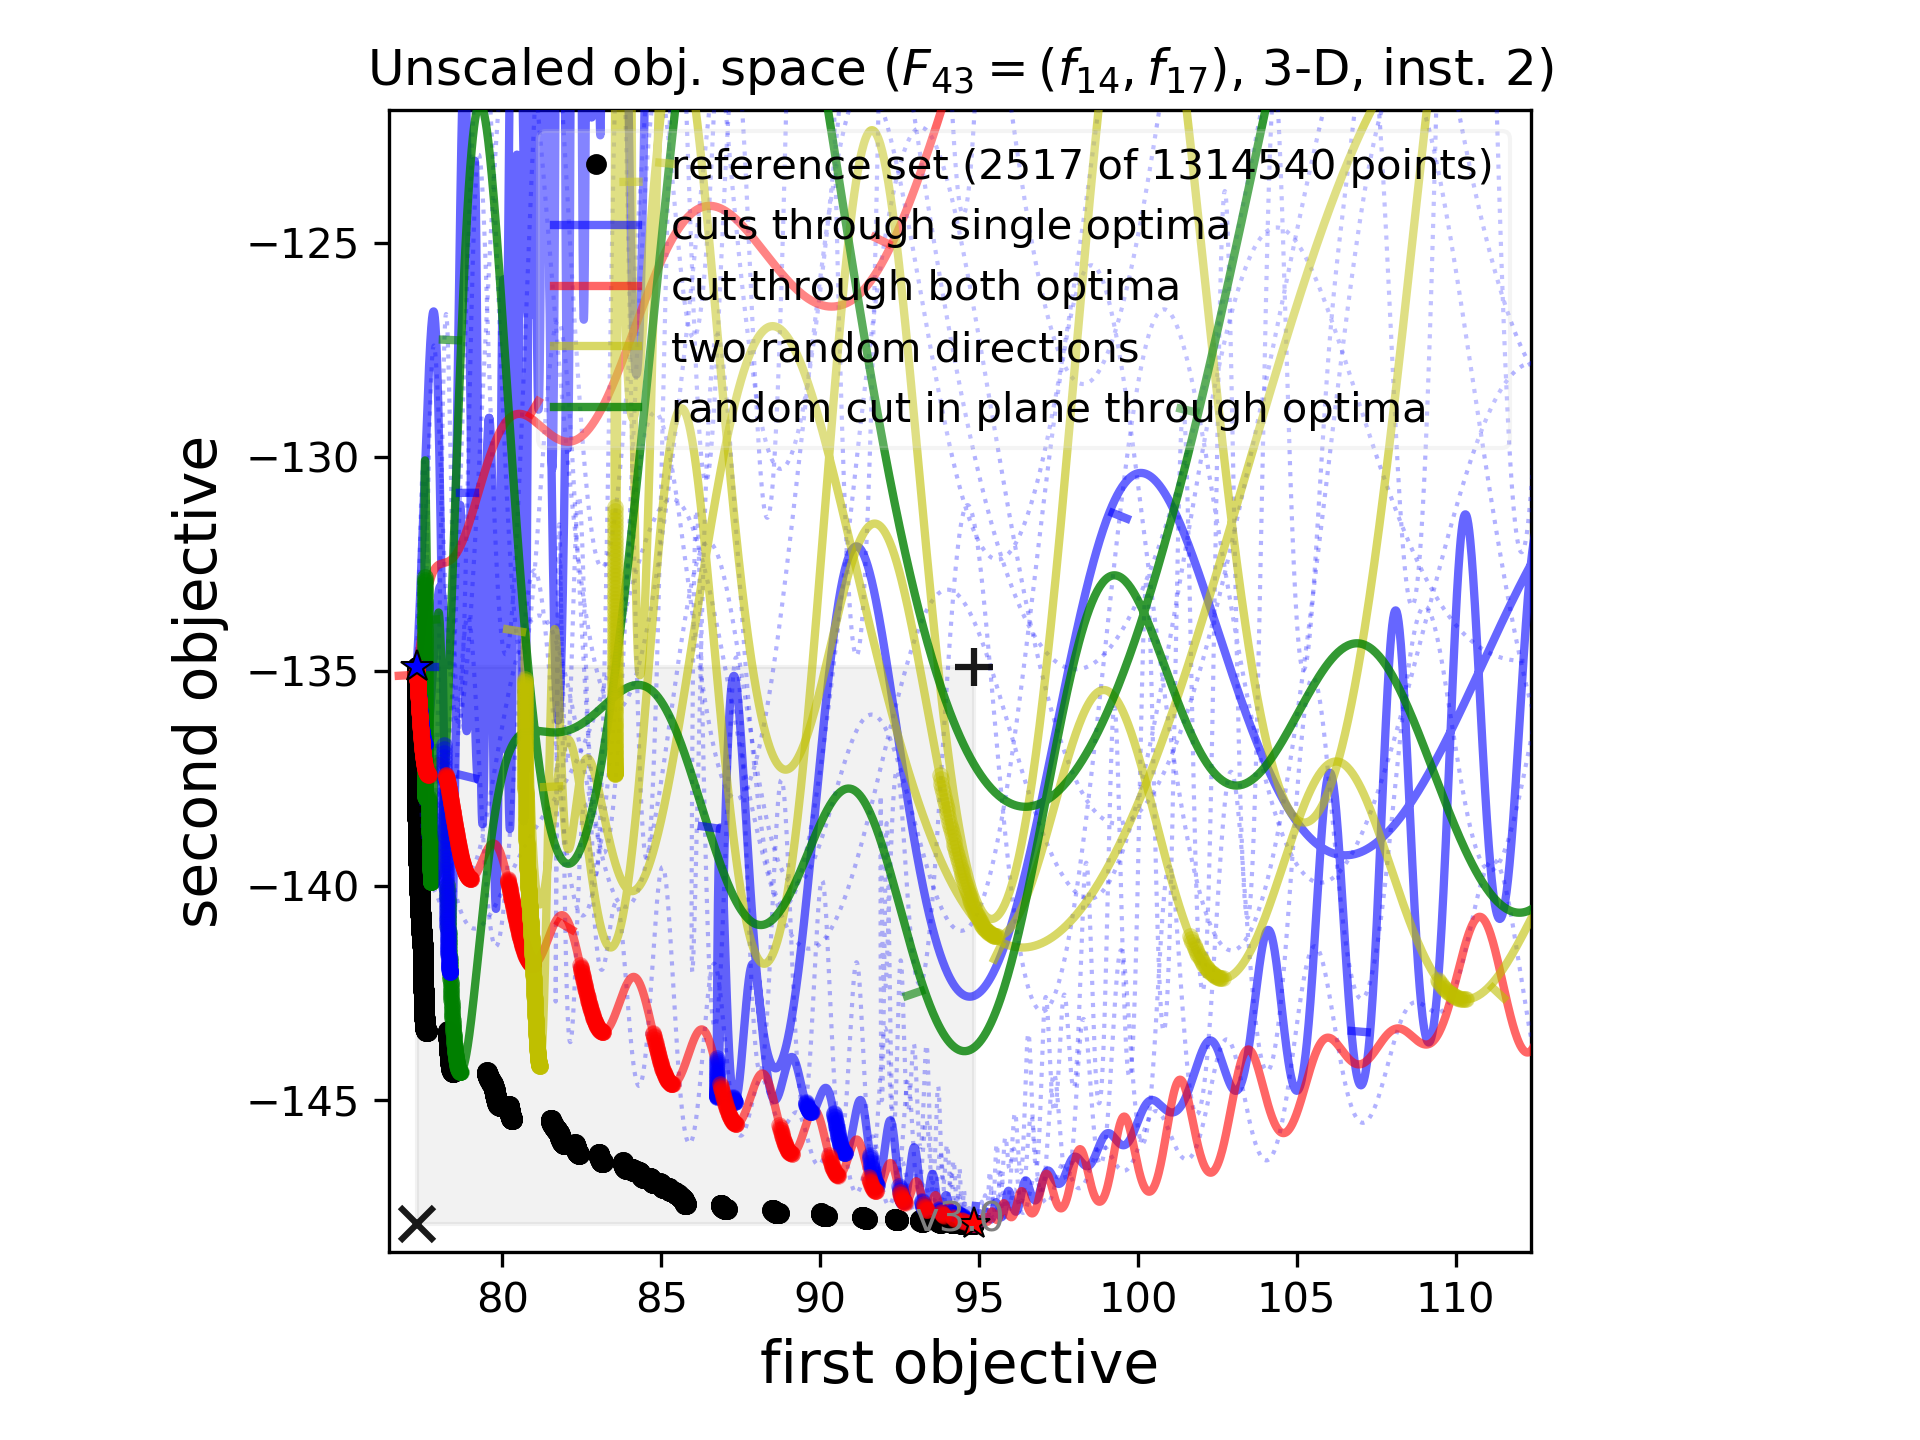 Unscaled obj. space (F₄₃ = (f₁₄, f₁₇), 3-D, inst. 2)
reference set (2517 of 1314540 points)
cuts through single optima
cut through both optima
two random directions
random cut in plane through optima
second objective
−125
−130
−135
−140
−145
v3.0
80 85 90 95 100 105 110
first objective